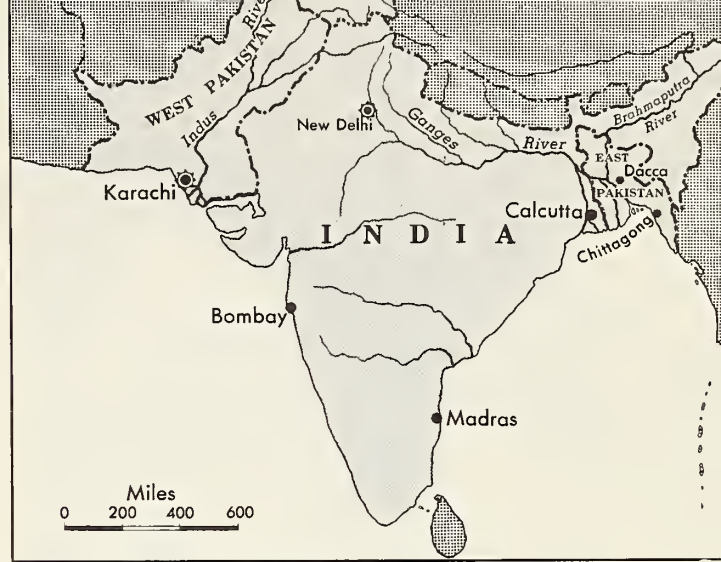 River
WEST PAKISTAN
Indus
New Delhi
Ganges
River
Brahmaputra
River
EAST
Dacca
PAKISTAN
Karachi
Calcutta
Chittagong
INDIA
Bombay
Madras
Miles
0 200 400 600